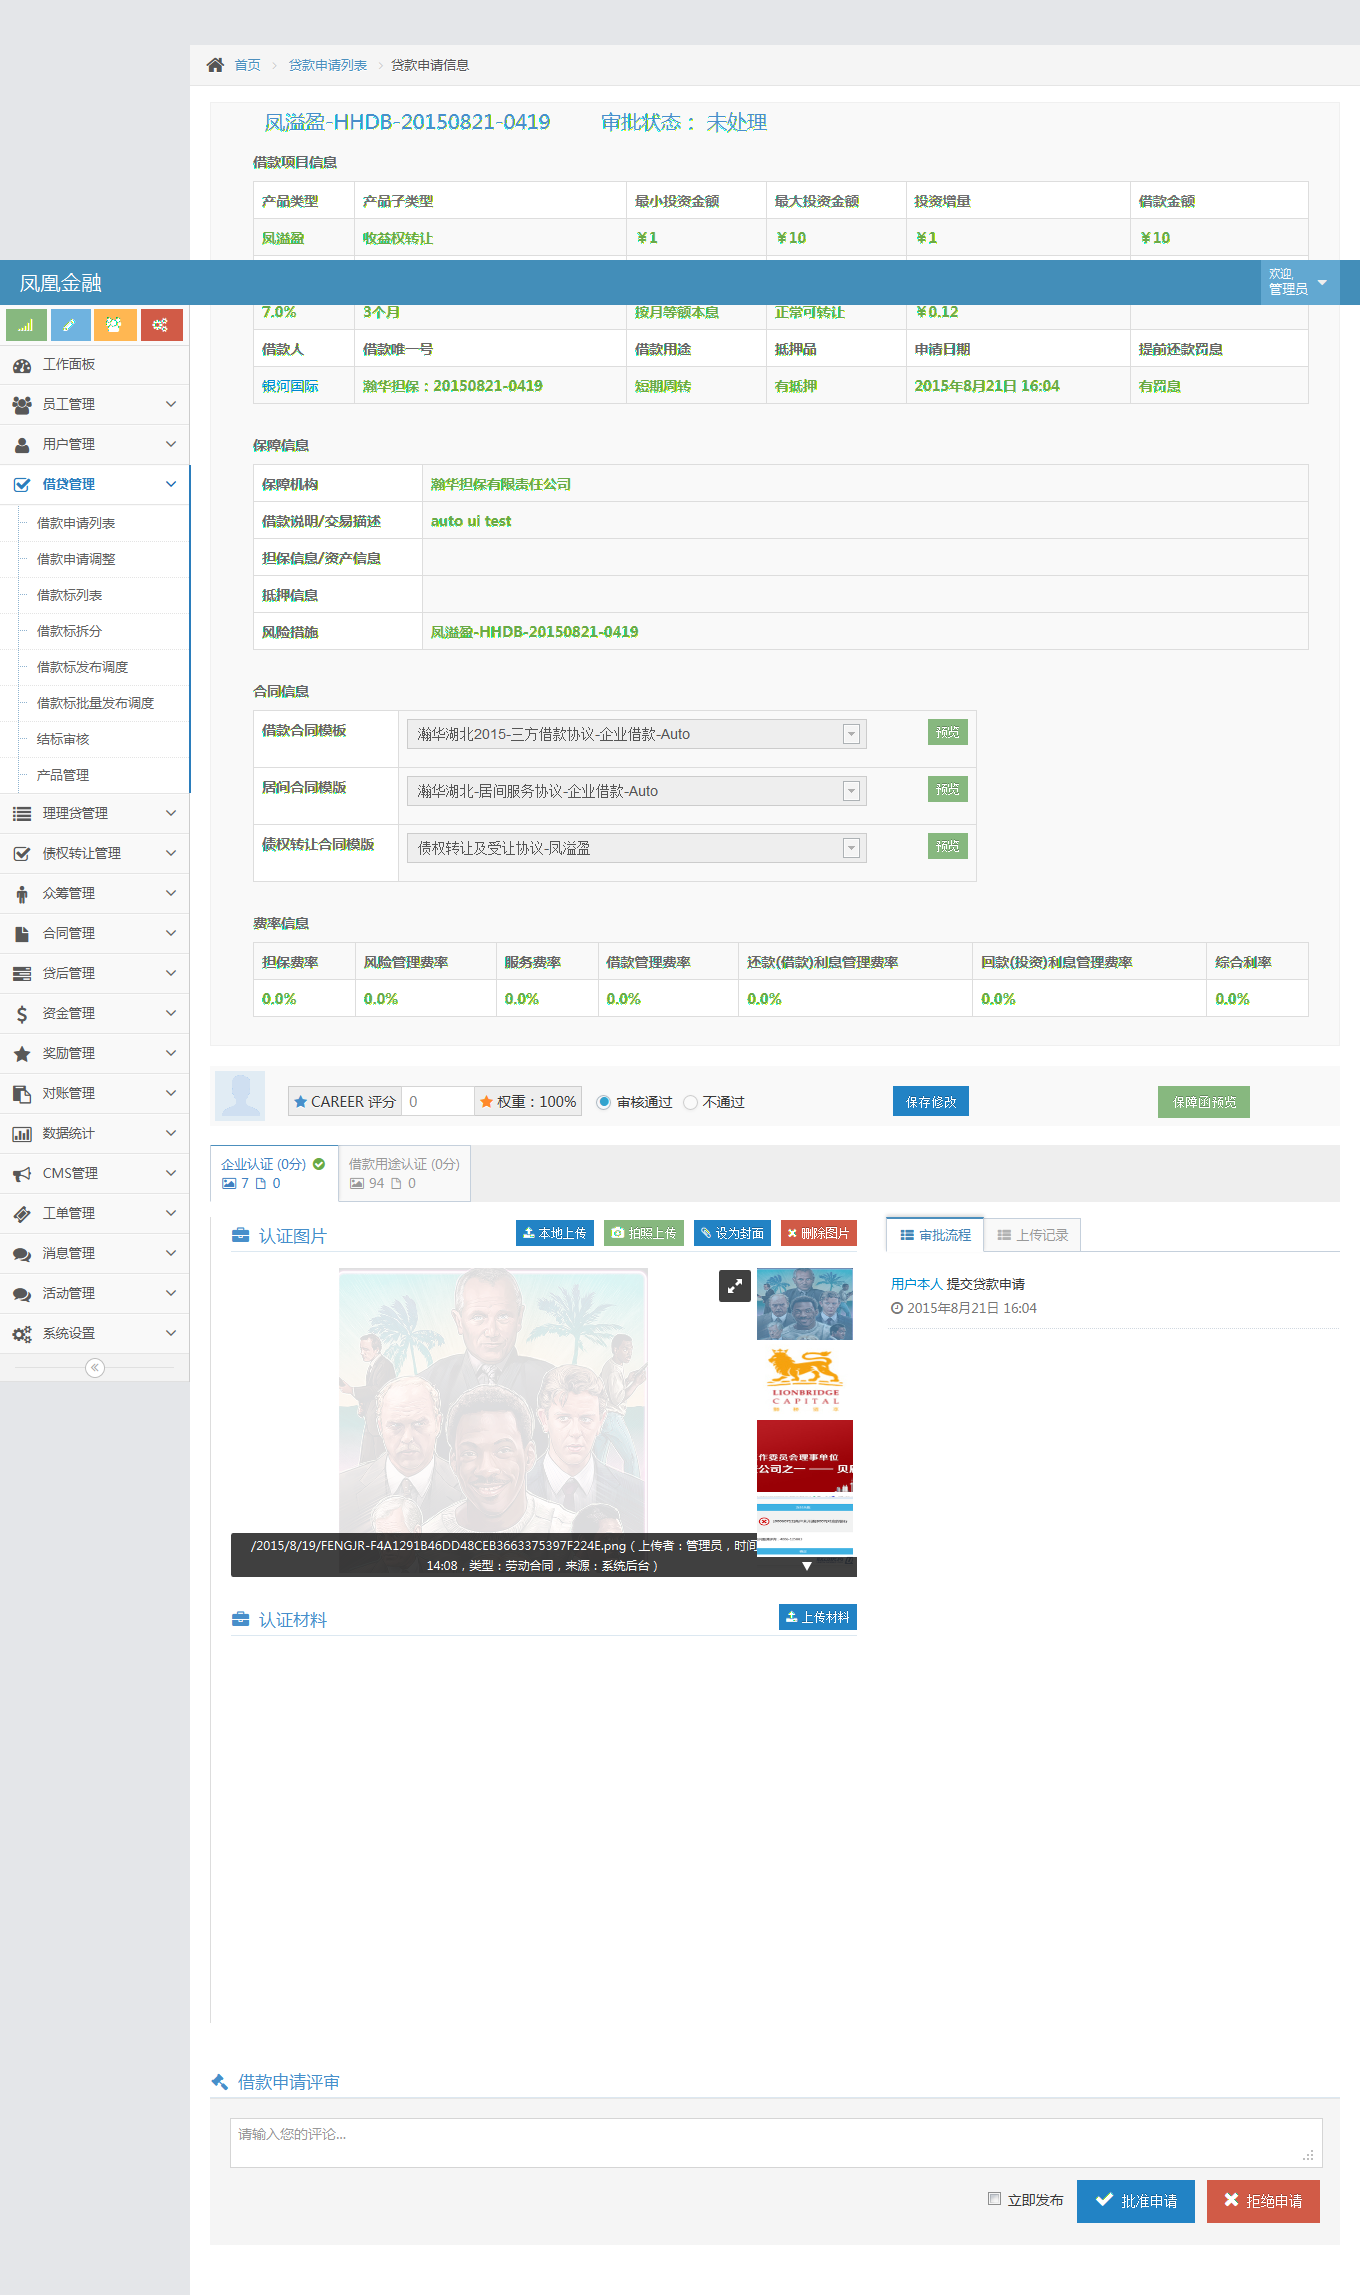 首页 贷款申请列表 贷款申请信息
凤溢盈-HHDB-20150821-0419 审批状态： 未处理
借款项目信息
产品类型 产品子类型 最小投资金额 最大投资金额 投资增量 借款金额
凤溢盈 收益权转让 ￥1 ￥10 ￥1 ￥10
凤凰金融
欢迎,
管理员
7.0% 3个月 按月等额本息 正常可转让 ￥0.12
借款人 借款唯一号 借款用途 抵押品 申请日期 提前还款罚息
银河国际 瀚华担保：20150821-0419 短期周转 有抵押 2015年8月21日 16:04 有罚息
工作面板
员工管理
用户管理
借贷管理
借款申请列表
借款申请调整
借款标列表
借款标拆分
借款标发布调度
借款标批量发布调度
结标审核
产品管理
理理贷管理
债权转让管理
众筹管理
合同管理
贷后管理
资金管理
奖励管理
对账管理
数据统计
CMS管理
工单管理
消息管理
活动管理
系统设置
保障信息
保障机构 瀚华担保有限责任公司
借款说明/交易描述 auto ui test
担保信息/资产信息
抵押信息
风险措施 凤溢盈-HHDB-20150821-0419
合同信息
借款合同模板 瀚华湖北2015-三方借款协议-企业借款-Auto 预览
居间合同模版 瀚华湖北-居间服务协议-企业借款-Auto 预览
债权转让合同模版 债权转让及受让协议-凤溢盈 预览
费率信息
担保费率 风险管理费率 服务费率 借款管理费率 还款(借款)利息管理费率 回款(投资)利息管理费率 综合利率
0.0% 0.0% 0.0% 0.0% 0.0% 0.0% 0.0%
CAREER 评分 0 权重：100% 审核通过 不通过 保存修改 保障函预览
企业认证 (0分) 借款用途认证 (0分)
7 0 94 0
认证图片 本地上传 拍照上传 设为封面 删除图片
审批流程 上传记录
用户本人 提交贷款申请
2015年8月21日 16:04
LIONBRIDGE
CAPITAL
作委员会理事单位
公司之一 —— 贝
/2015/8/19/FENGJR-F4A1291B46DD48CEB3663375397F224E.png（上传者：管理员，时间
14:08，类型：劳动合同，来源：系统后台）
认证材料 上传材料
借款申请评审
请输入您的评论...
立即发布 批准申请 拒绝申请